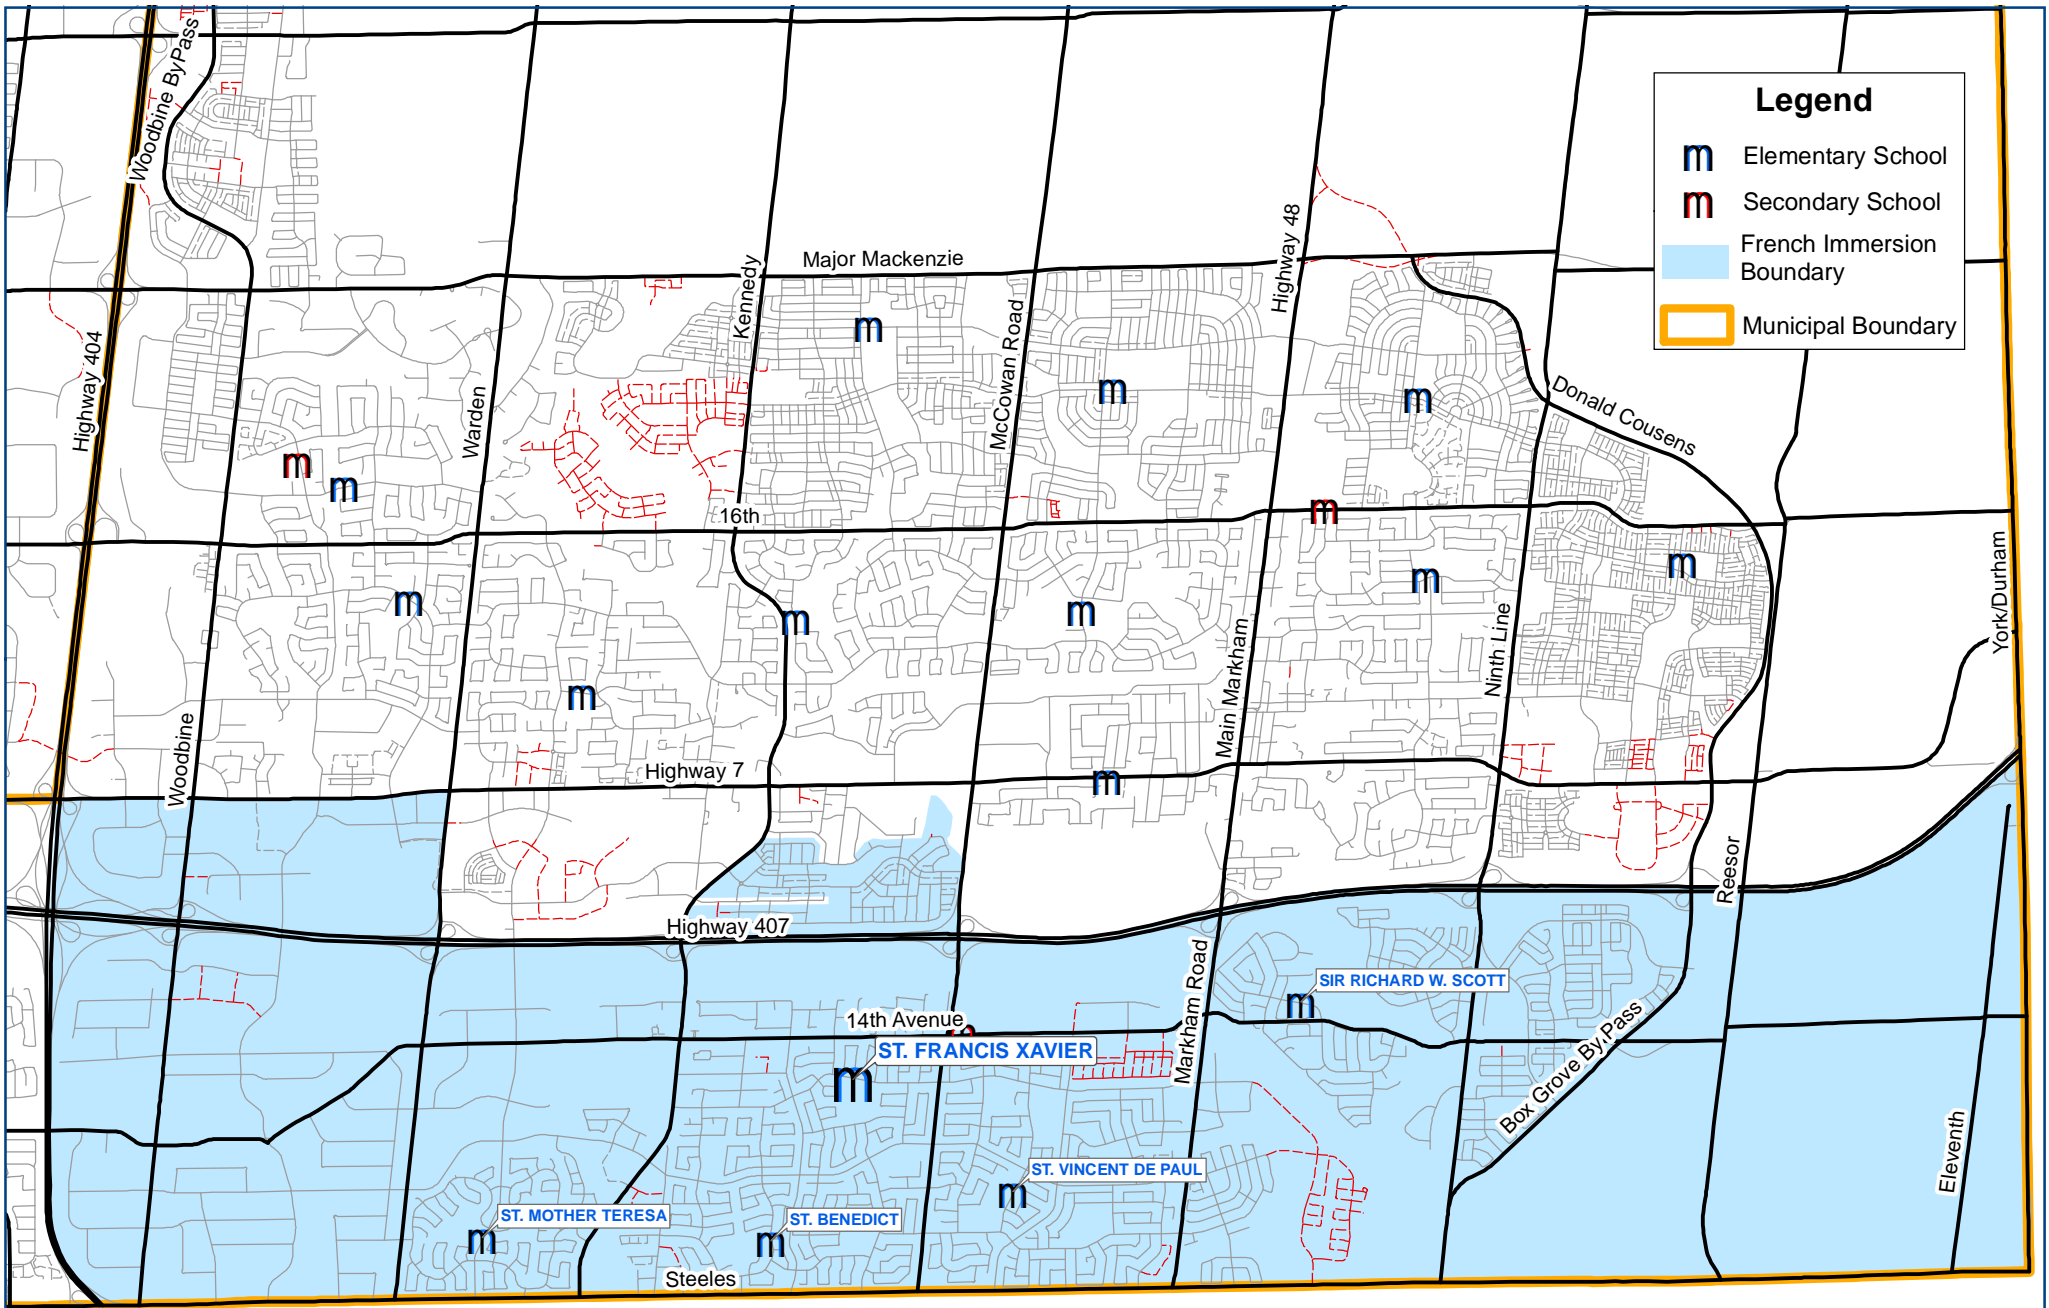 Woodbine ByPass
Legend
m Elementary School
m Secondary School
French Immersion
Boundary
Municipal Boundary
Highway 48
Major Mackenzie
Kennedy
McCowan Road
Highway 404
Warden
Donald Cousens
16th
York/Durham
Ninth Line
Main Markham
Woodbine
Highway 7
Reesor
Highway 407
Markham Road
SIR RICHARD W. SCOTT
14th Avenue
ST. FRANCIS XAVIER
Box Grove By,Pass
Eleventh
ST. VINCENT DE PAUL
ST. MOTHER TERESA
ST. BENEDICT
Steeles